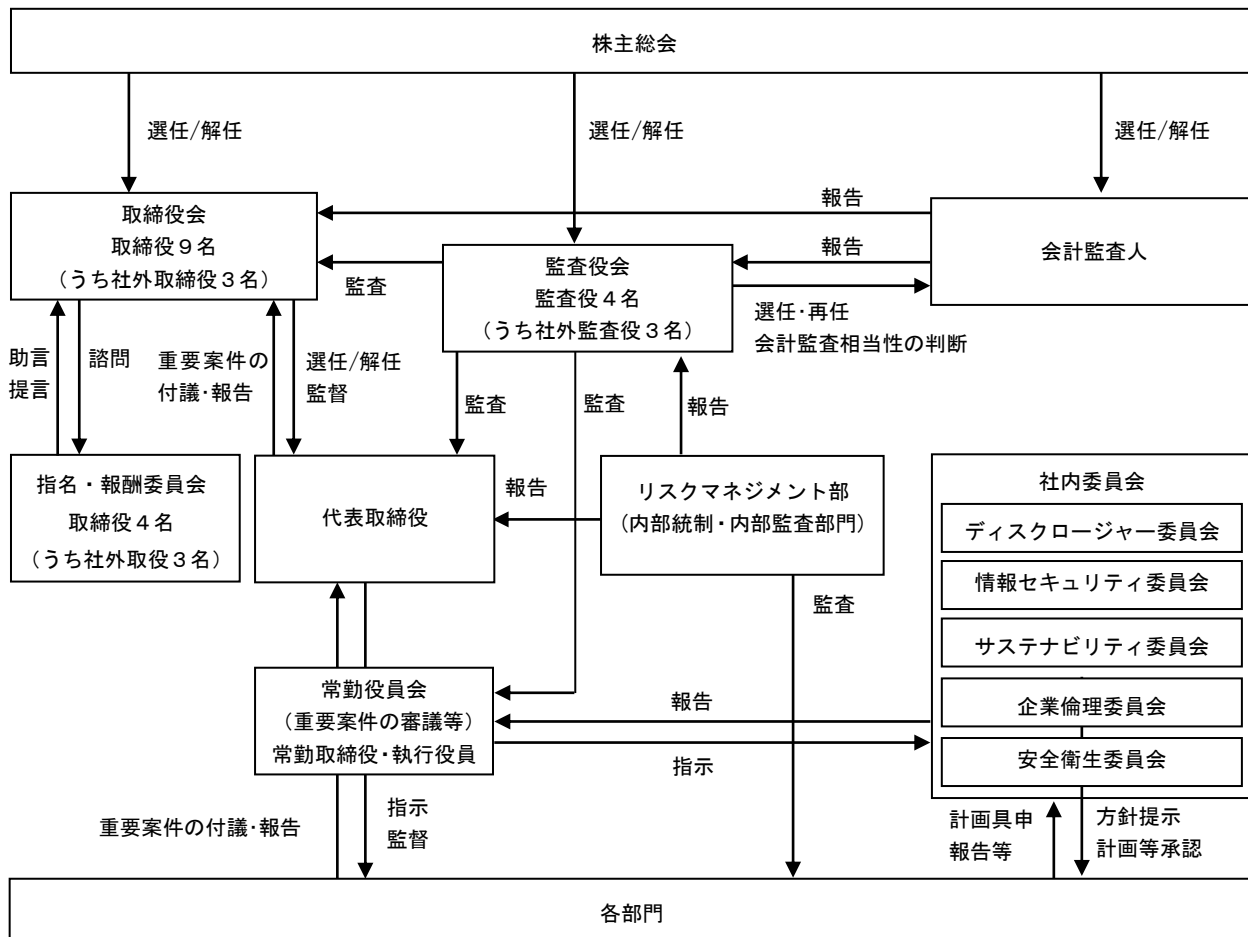 株主総会
選任/解任
選任/解任
選任/解任
取締役会
取締役９名
（うち社外取締役３名）
報告
監査
監査役会
監査役４名
（うち社外監査役３名）
報告
会計監査人
選任・再任
会計監査相当性の判断
助言
提言
諮問
重要案件の
付議・報告
選任/解任
監督
監査
監査
報告
指名・報酬委員会
取締役４名
（うち社外取役３名）
代表取締役
報告
リスクマネジメント部
（内部統制・内部監査部門）
監査
社内委員会
ディスクロージャー委員会
情報セキュリティ委員会
サステナビリティ委員会
企業倫理委員会
安全衛生委員会
常勤役員会
（重要案件の審議等）
常勤取締役・執行役員
報告
指示
重要案件の付議・報告
指示
監督
計画具申
報告等
方針提示
計画等承認
各部門